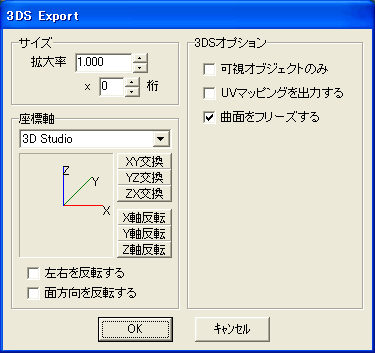 3DS Export
サイズ
拡大率 1.000
x 0 桁
座標軸
3D Studio
Z
Y
X
XY交換
YZ交換
ZX交換
X軸反転
Y軸反転
Z軸反転
左右を反転する
面方向を反転する
3DSオプション
可視オブジェクトのみ
UVマッピングを出力する
曲面をフリーズする
OK
キャンセル